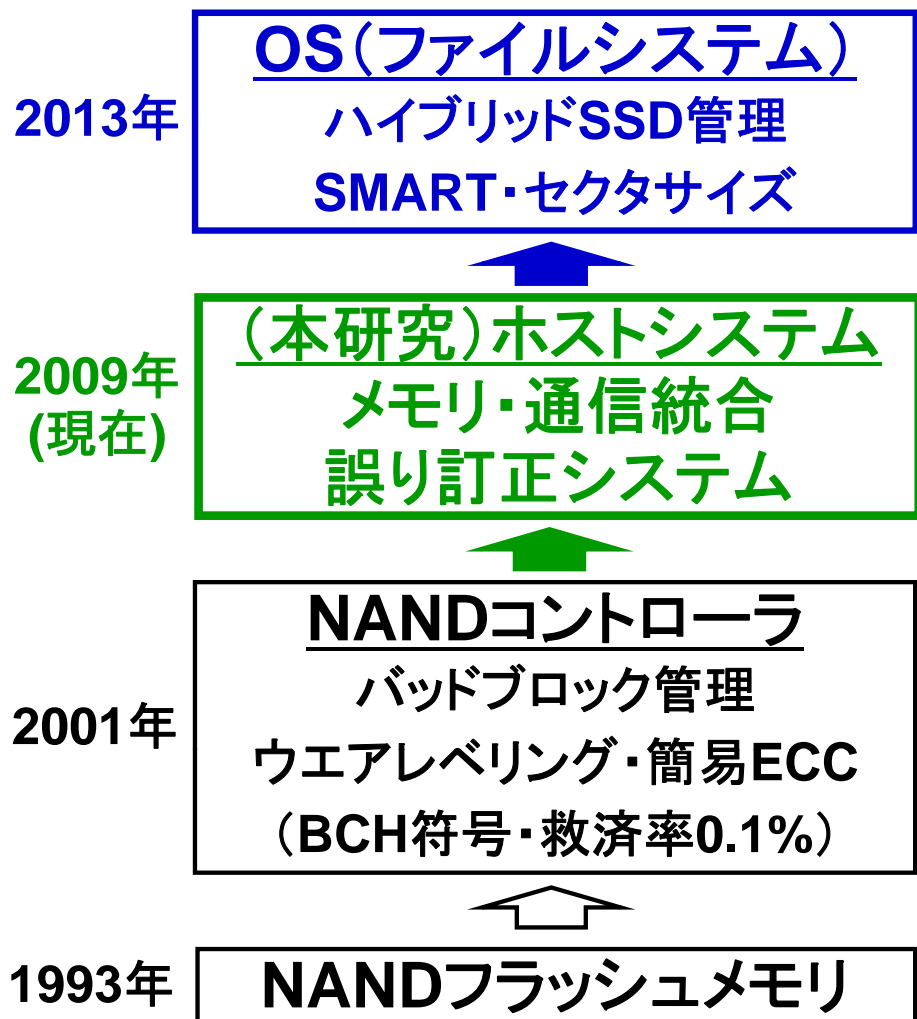 OS(ファイルシステム)
2013年
ハイブリッドSSD管理
SMART・セクタサイズ
(本研究)ホストシステム
2009年
(現在)
メモリ・通信統合
誤り訂正システム
NANDコントローラ
2001年
バッドブロック管理
ウエアレベリング・簡易ECC
(BCH符号・救済率0.1%)
1993年
NANDフラッシュメモリ